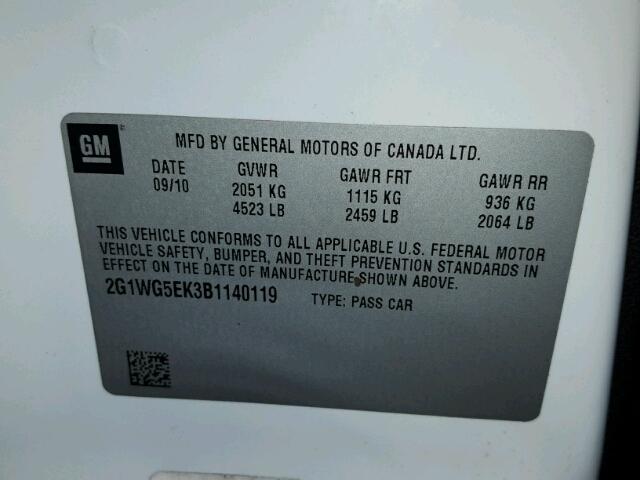 GM
MFD BY GENERAL MOTORS OF CANADA LTD.
DATE GVWR GAWR FRT GAWR RR
09/10 2051 KG 1115 KG 936 KG
4523 LB 2459 LB 2064 LB
THIS VEHICLE CONFORMS TO ALL APPLICABLE U.S. FEDERAL MOTOR
VEHICLE SAFETY, BUMPER, AND THEFT PREVENTION STANDARDS IN
EFFECT ON THE DATE OF MANUFACTURE SHOWN ABOVE.
2G1WG5EK3B1140119 TYPE: PASS CAR